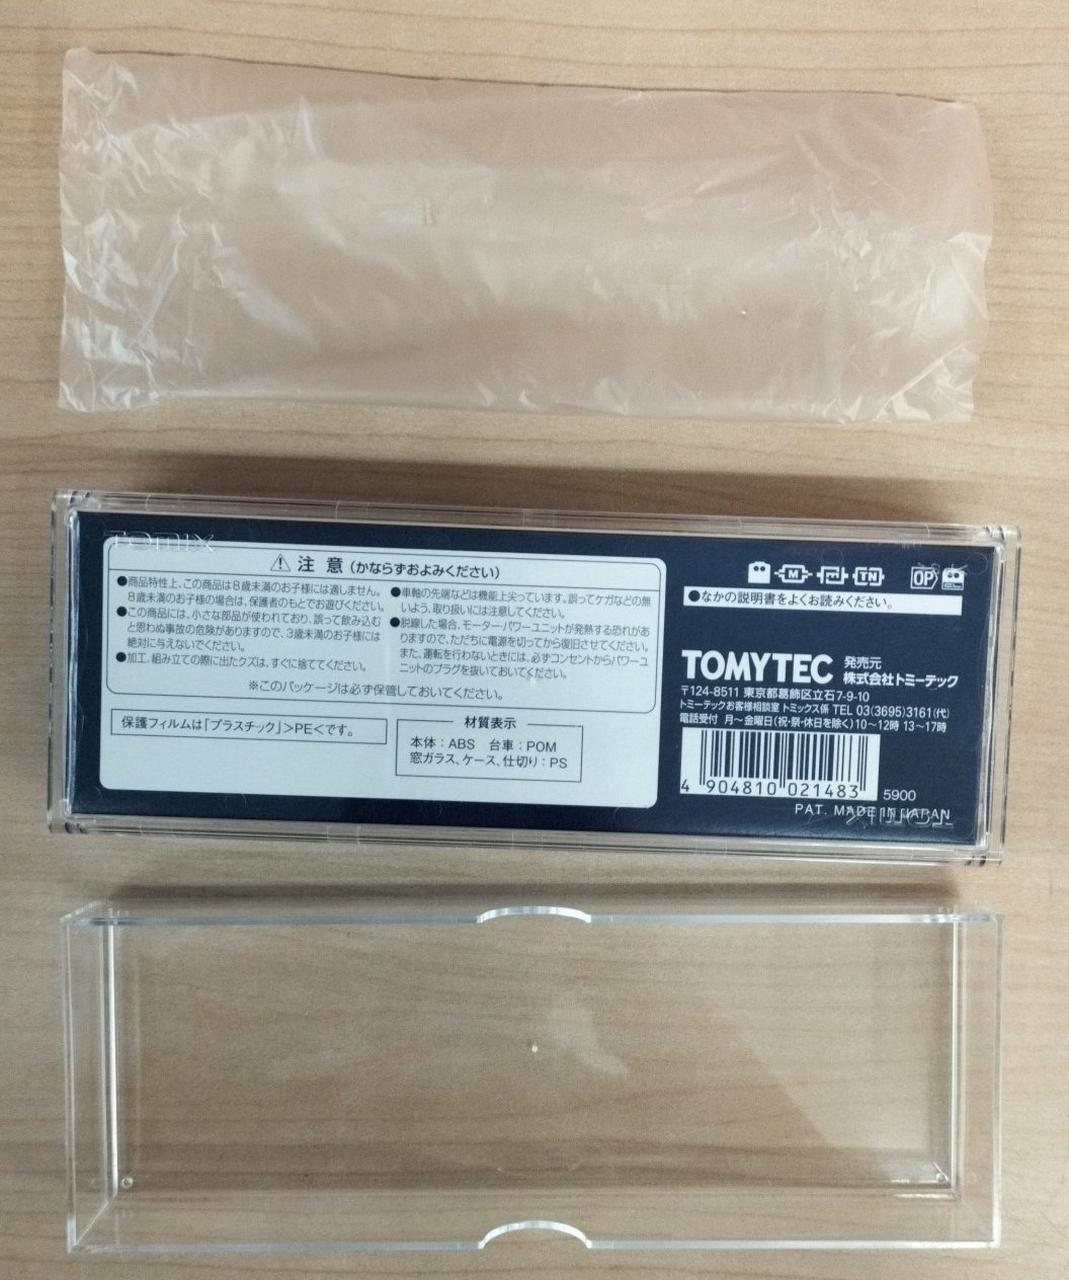 TOMIX
注 意 (かならずおよみください)
●商品特性上、この商品は8歳未満のお子様には適しません。
8歳未満のお子様の場合は、保護者のもとでお遊びください。
●この商品には、小さな部品が使われており、誤って飲み込む
と思わぬ事故の危険がありますので、3歳未満のお子様には
絶対に与えないでください。
●加工、組み立ての際に出たクズは、すぐに捨ててください。
●車軸の先端などは機能上尖っています。誤ってケガなどの無
いよう、取り扱いには注意してください。
●脱線した場合、モーターパワーユニットが発熱する恐れがあ
りますので、ただちに電源を切ってから復旧させてください。
また、運転を行わないときには、必ずコンセントからパワーユ
ニットのプラグを抜いておいてください。
※このパッケージは必ず保管しておいてください。
保護フィルムは「プラスチック」>PE<です。
材質表示
本体:ABS 台車:POM
窓ガラス、ケース、仕切り:PS
M
TN
OP
●なかの説明書をよくお読みください。
TOMYTEC 発売元
株式会社トミーテック
〒124-8511 東京都葛飾区立石7-9-10
トミーテックお客様相談室 トミックス係 TEL 03(3695)3161(代)
電話受付 月〜金曜日(祝・祭・休日を除く)10〜12時 13〜17時
4 904810 021483
5900
PAT. MADE IN JAPAN
TOMIX